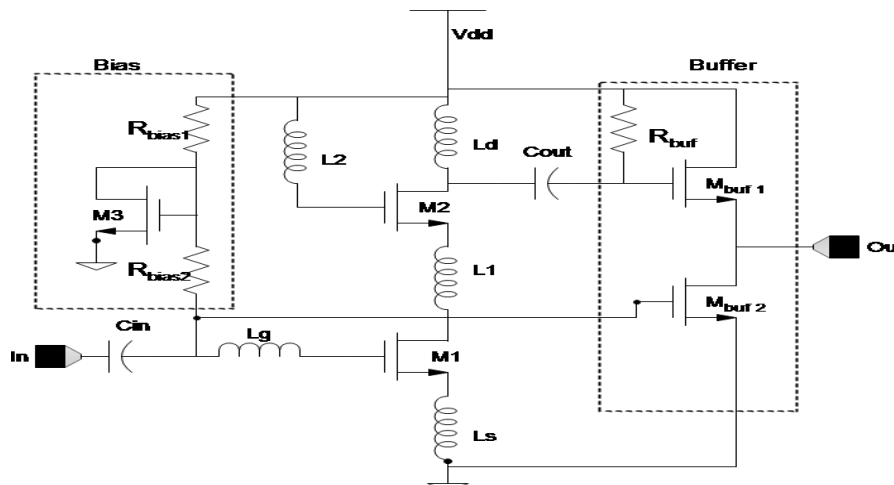 Vdd
Bias
Buffer
Rbias1
L2
Ld
Cout
Rbuf
M3
M2
Mbuf 1
Rbias2
L1
Ou
Mbuf 2
Cin
Lg
In
M1
Ls